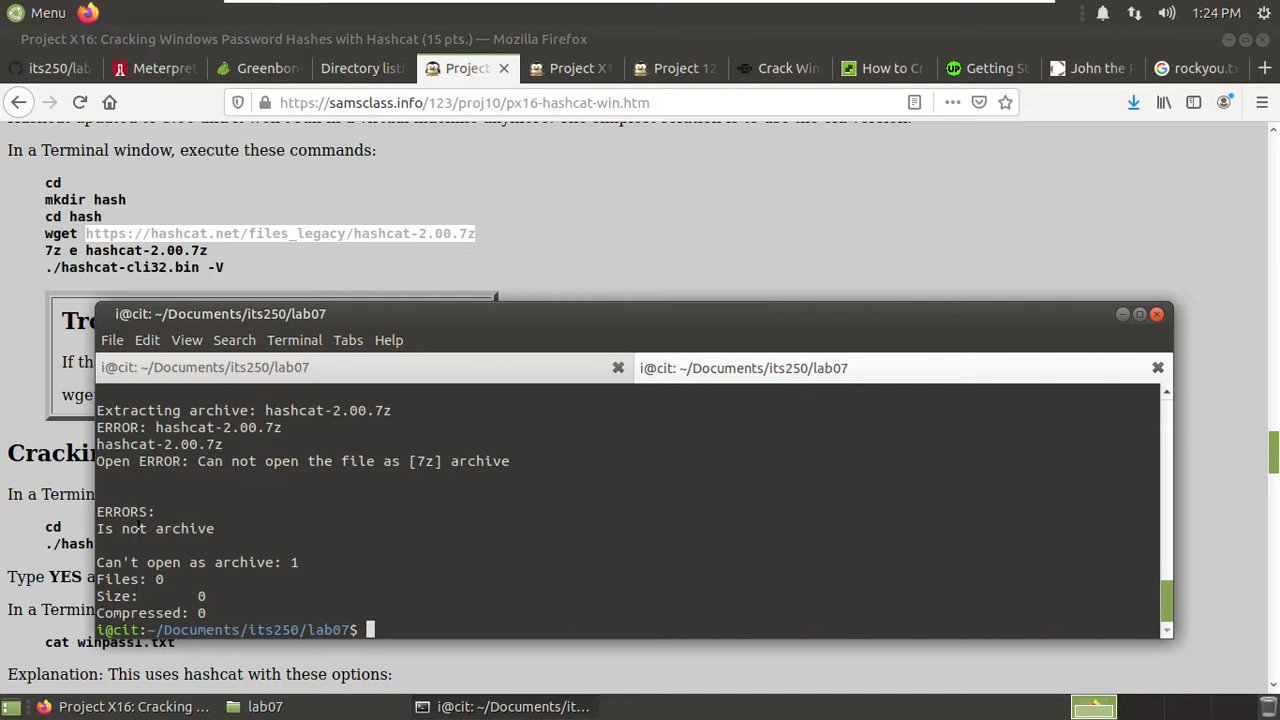 Menu
1:24 PM
Project X16: Cracking Windows Password Hashes with Hashcat (15 pts.) — Mozilla Firefox
its250/lab
Meterpret
Greenbon
Directory listi
Project
Project X1
Project 12
Crack Win
How to Cr
Getting St
John the R
rockyou.t
https://samsclass.info/123/proj10/px16-hashcat-win.htm
In a Terminal window, execute these commands:
cd
mkdir hash
cd hash
wget https://hashcat.net/files_legacy/hashcat-2.00.7z
7z e hashcat-2.00.7z
./hashcat-cli32.bin -V
Tro
If th
wge
i@cit: ~/Documents/its250/lab07
File Edit View Search Terminal Tabs Help
i@cit: ~/Documents/its250/lab07
i@cit: ~/Documents/its250/lab07
Extracting archive: hashcat-2.00.7z
ERROR: hashcat-2.00.7z
hashcat-2.00.7z
Open ERROR: Can not open the file as [7z] archive
ERRORS:
Is not archive
Can't open as archive: 1
Files: 0
Size: 0
Compressed: 0
i@cit:~/Documents/its250/lab07$
Crackin
In a Termin
cd
./hash
Type YES a
In a Termin
cat winpass1.txt
Explanation: This uses hashcat with these options:
Project X16: Cracking ...
lab07
i@cit: ~/Documents/it...